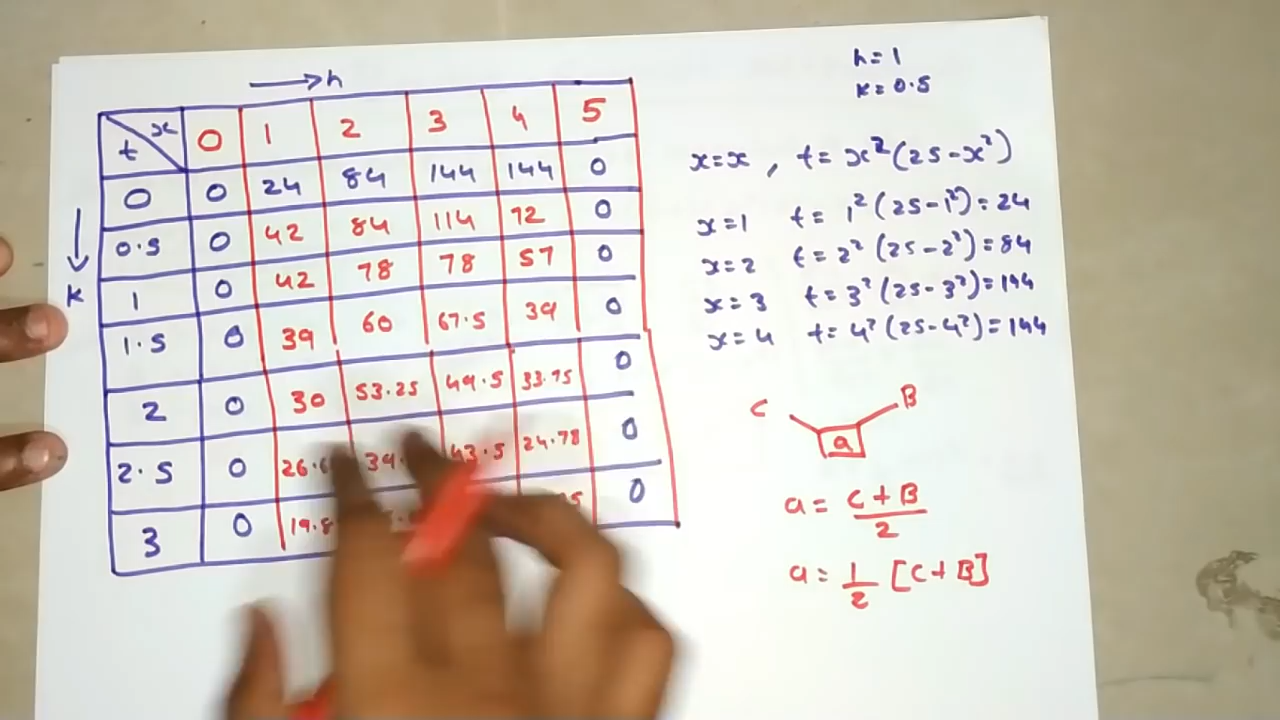 → h
h = 1
k = 0.5
t x 0 1 2 3 4 5
0 0 24 84 144 144 0
0.5 0 42 84 114 72 0
1 0 42 78 78 57 0
1.5 0 39 60 67.5 39 0
2 0 30 53.25 49.5 33.75 0
2.5 0 43.5 24.78 0
3 0 0
k
x = x , t = x²(25 - x²)
x = 1 t = 1²(25 - 1²) = 24
x = 2 t = 2²(25 - 2²) = 84
x = 3 t = 3²(25 - 3²) = 144
x = 4 t = 4²(25 - 4²) = 144
C B
a
a = C + B / 2
a = 1/2 [C + B]